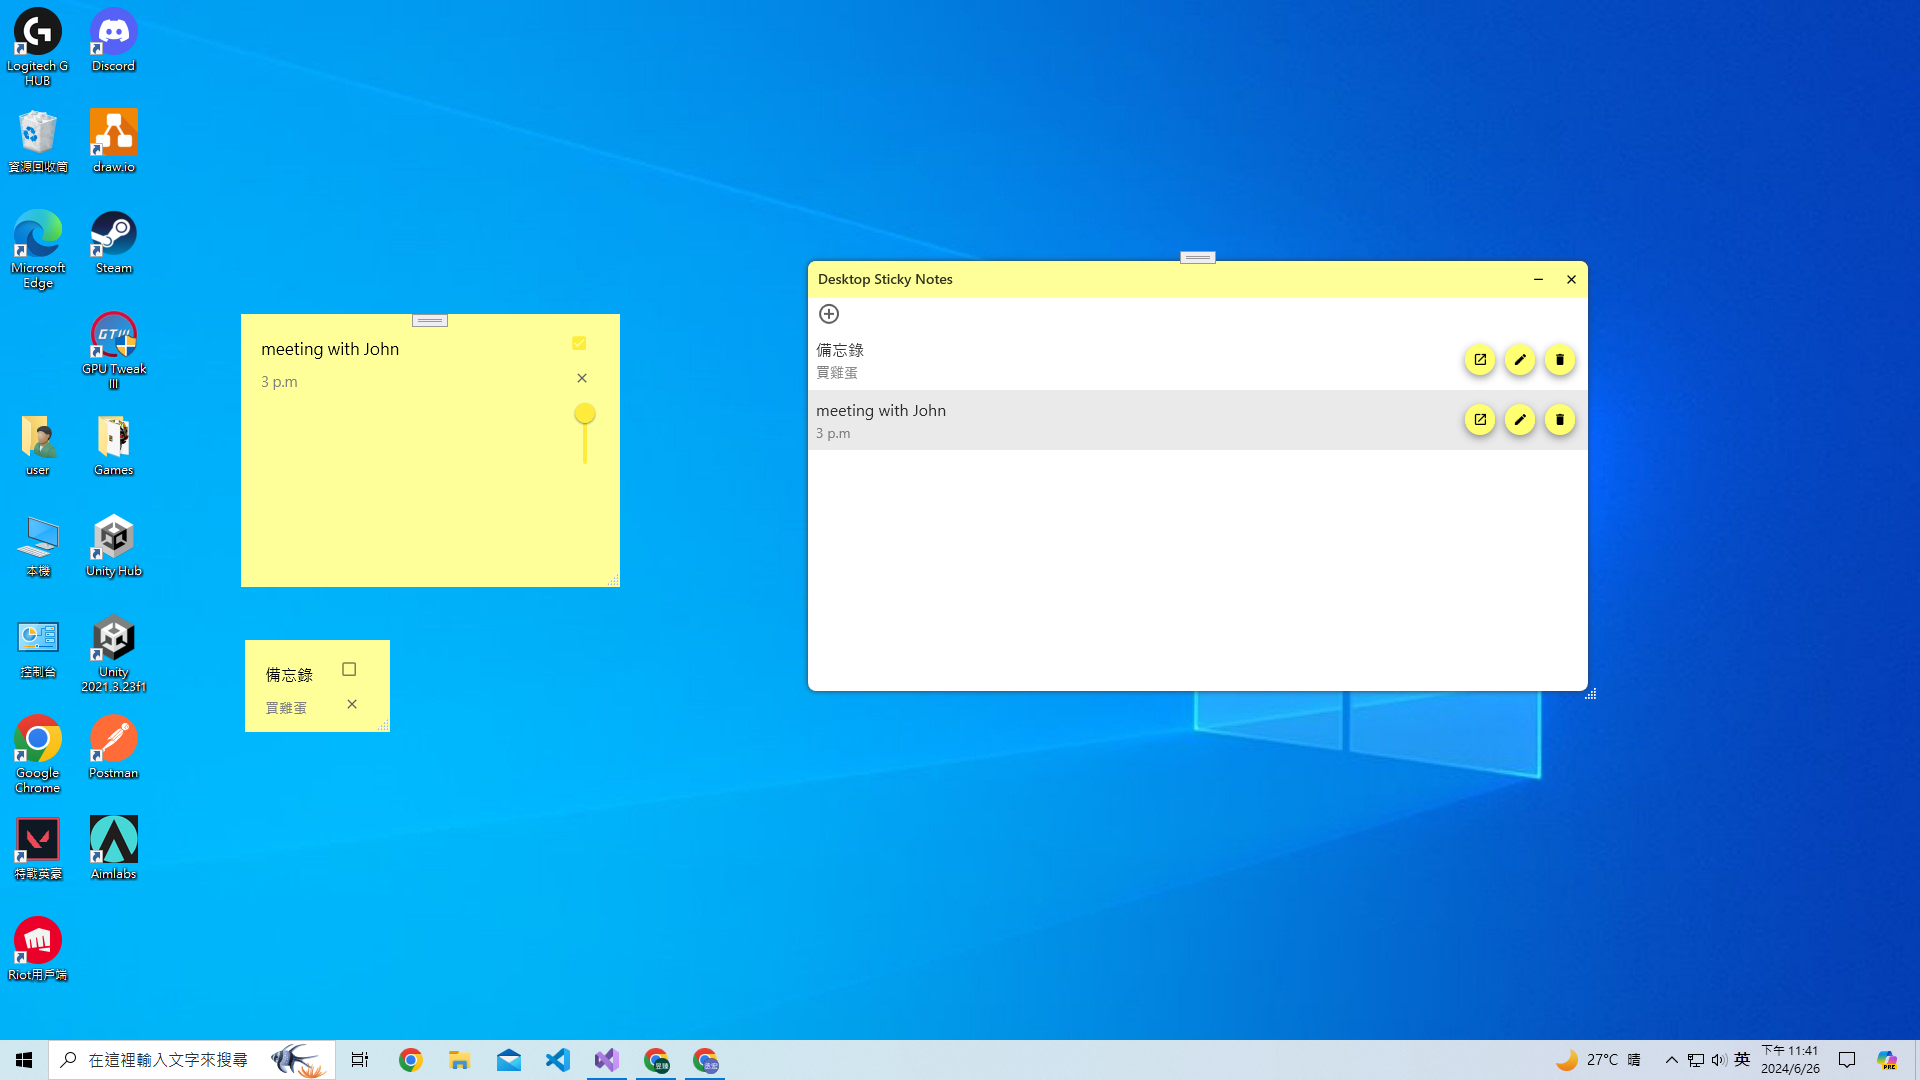 Logitech G
HUB
Discord
資源回收筒
draw.io
Microsoft
Edge
Steam
GTIII
GPU Tweak
III
user
Games
本機
Unity Hub
控制台
Unity
2021.3.23f1
Google
Chrome
Postman
特戰英豪
Aimlabs
Riot用戶端
meeting with John
3 p.m
備忘錄
買雞蛋
Desktop Sticky Notes
備忘錄
買雞蛋
meeting with John
3 p.m
在這裡輸入文字來搜尋
27°C 晴
英
下午 11:41
2024/6/26
PRE